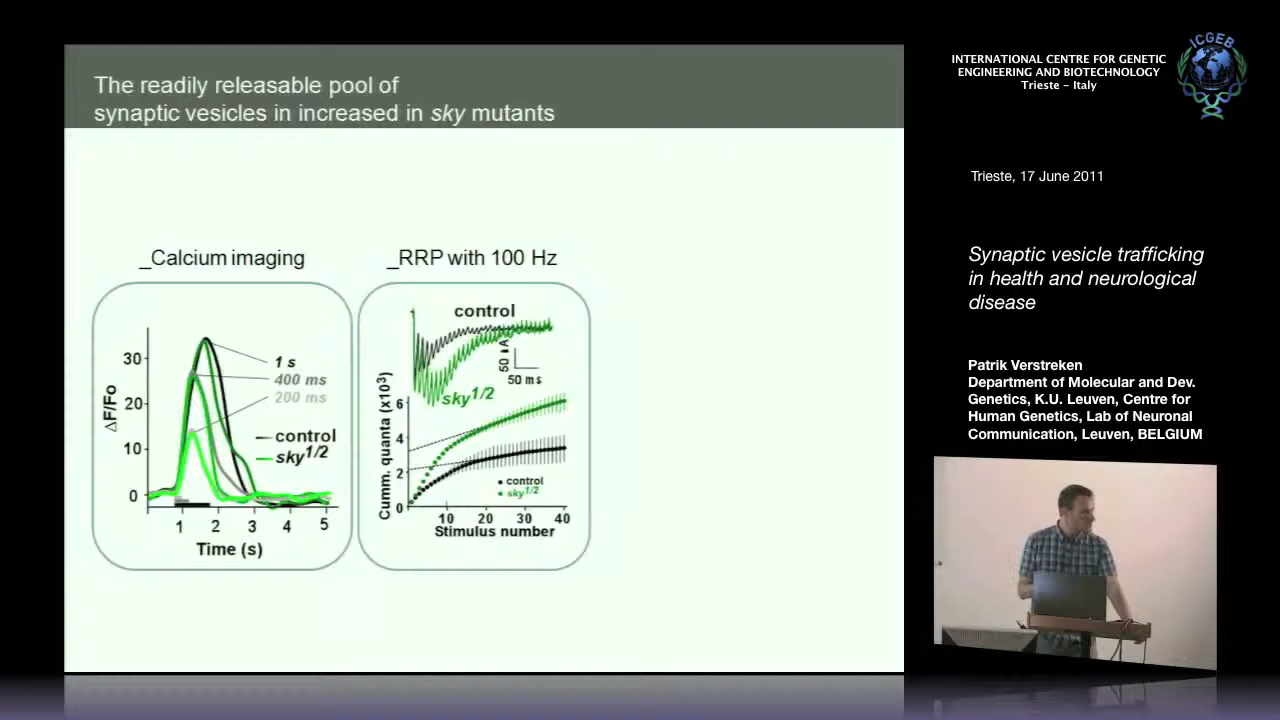 The readily releasable pool of
synaptic vesicles in increased in sky mutants
_Calcium imaging
_RRP with 100 Hz
30
20
10
0
ΔF/Fo
1 s
400 ms
200 ms
control
sky1/2
1 2 3 4 5
Time (s)
control
50 nA
50 ms
sky1/2
6
4
2
0
Cumm. quanta (x10³)
control
sky1/2
10 20 30 40
Stimulus number
ICGEB
INTERNATIONAL CENTRE FOR GENETIC
ENGINEERING AND BIOTECHNOLOGY
Trieste – Italy
Trieste, 17 June 2011
Synaptic vesicle trafficking
in health and neurological
disease
Patrik Verstreken
Department of Molecular and Dev.
Genetics, K.U. Leuven, Centre for
Human Genetics, Lab of Neuronal
Communication, Leuven, BELGIUM